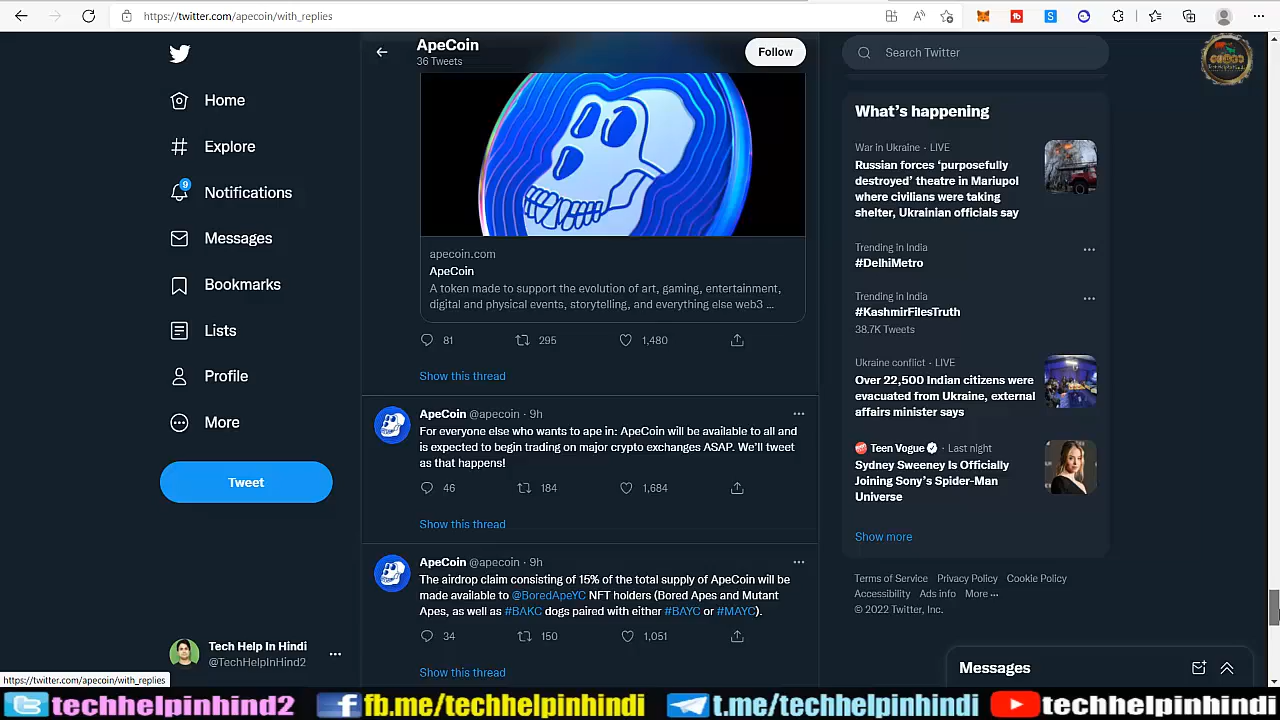 https://twitter.com/apecoin/with_replies
ApeCoin
36 Tweets
Follow
Search Twitter
Home
Explore
9
Notifications
Messages
Bookmarks
Lists
Profile
More
Tweet
Tech Help In Hindi
@TechHelpInHind2
https://twitter.com/apecoin/with_replies
apecoin.com
ApeCoin
A token made to support the evolution of art, gaming, entertainment,
digital and physical events, storytelling, and everything else web3 ...
81 295 1,480
Show this thread
ApeCoin @apecoin · 9h
For everyone else who wants to ape in: ApeCoin will be available to all and
is expected to begin trading on major crypto exchanges ASAP. We'll tweet
as that happens!
46 184 1,684
Show this thread
ApeCoin @apecoin · 9h
The airdrop claim consisting of 15% of the total supply of ApeCoin will be
made available to @BoredApeYC NFT holders (Bored Apes and Mutant
Apes, as well as #BAKC dogs paired with either #BAYC or #MAYC).
34 150 1,051
Show this thread
What's happening
War in Ukraine · LIVE
Russian forces 'purposefully
destroyed' theatre in Mariupol
where civilians were taking
shelter, Ukrainian officials say
Trending in India
#DelhiMetro
Trending in India
#KashmirFilesTruth
38.7K Tweets
Ukraine conflict · LIVE
Over 22,500 Indian citizens were
evacuated from Ukraine, external
affairs minister says
Teen Vogue · Last night
Sydney Sweeney Is Officially
Joining Sony's Spider-Man
Universe
Show more
Terms of Service Privacy Policy Cookie Policy
Accessibility Ads info More ···
© 2022 Twitter, Inc.
Messages
techhelpinhind2 fb.me/techhelpinhindi t.me/techhelpinhindi techhelpinhindi